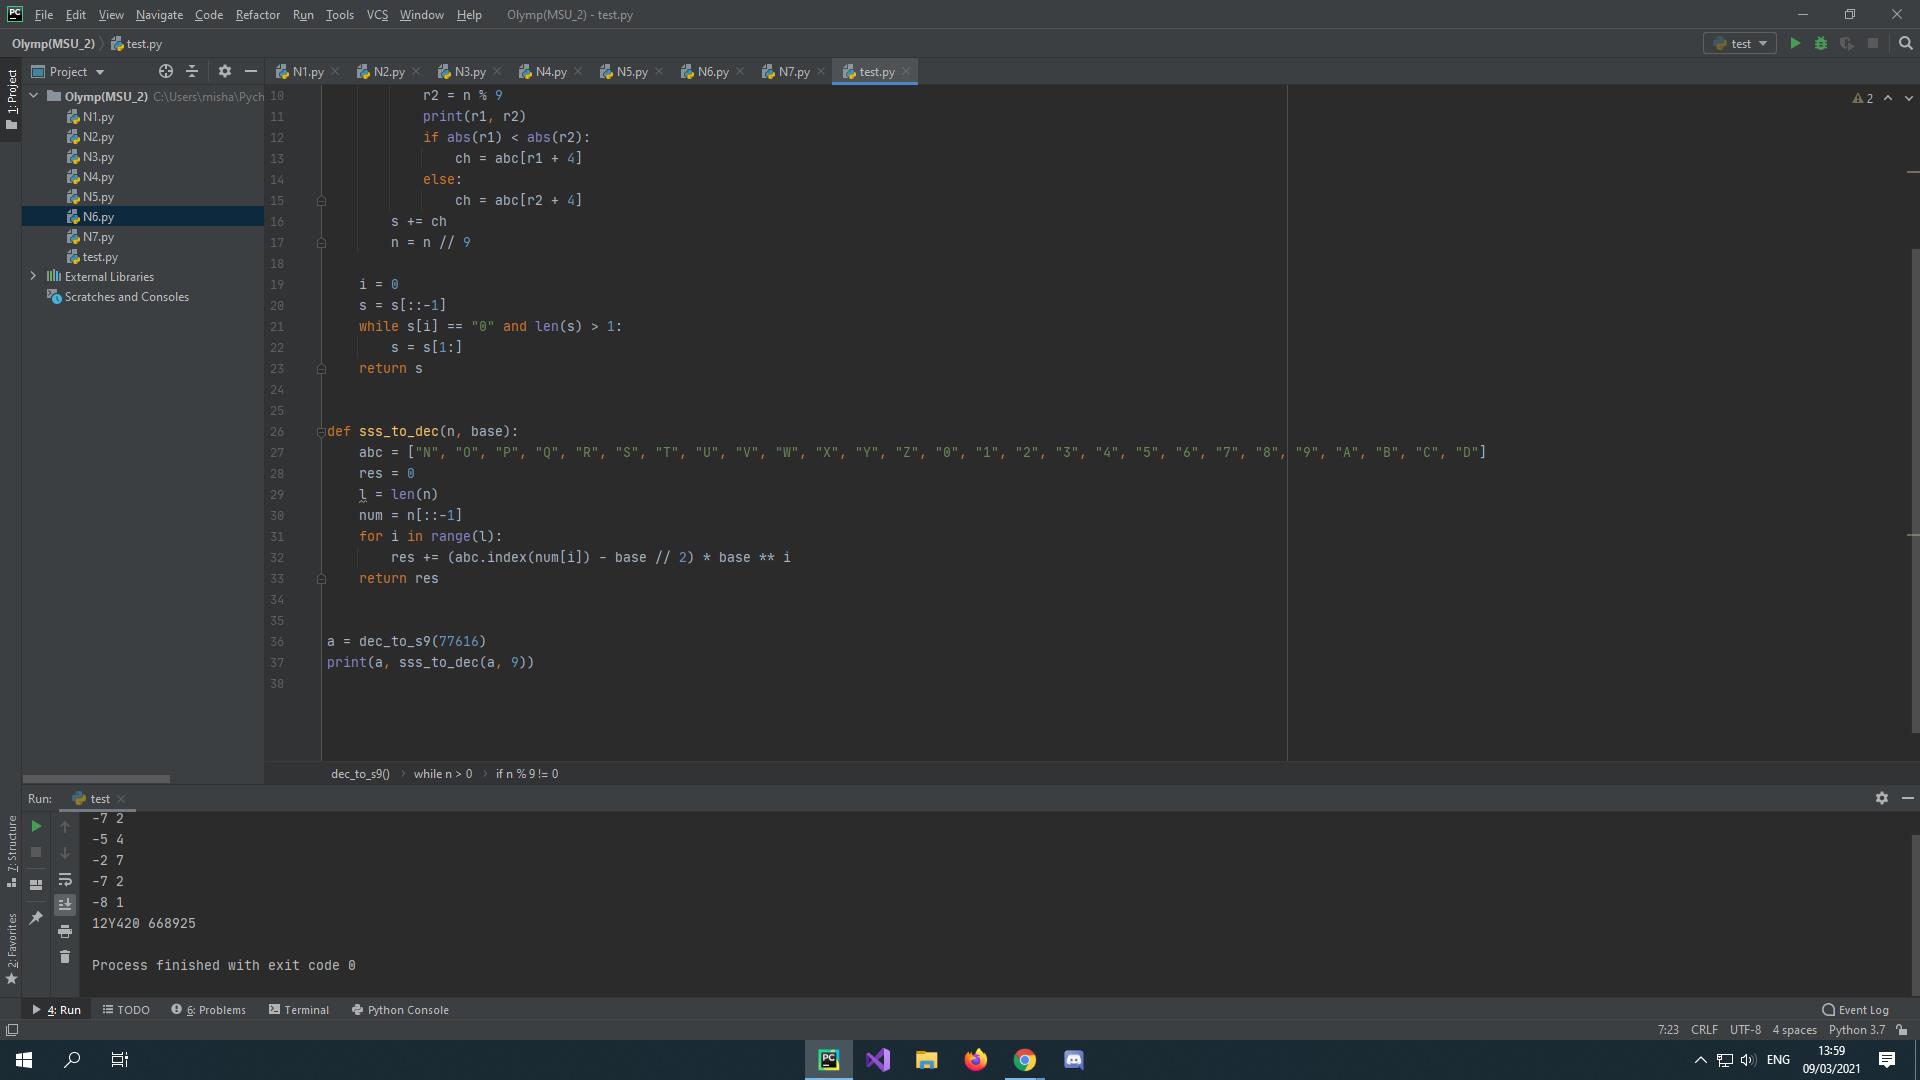 PC File Edit View Navigate Code Refactor Run Tools VCS Window Help Olymp(MSU_2) - test.py
Olymp(MSU_2) test.py test
Project N1.py N2.py N3.py N4.py N5.py N6.py N7.py test.py
1: Project
Olymp(MSU_2) C:\Users\misha\Pych
N1.py
N2.py
N3.py
N4.py
N5.py
N6.py
N7.py
test.py
External Libraries
Scratches and Consoles
2
10 r2 = n % 9
11 print(r1, r2)
12 if abs(r1) < abs(r2):
13 ch = abc[r1 + 4]
14 else:
15 ch = abc[r2 + 4]
16 s += ch
17 n = n // 9
18
19 i = 0
20 s = s[::-1]
21 while s[i] == "0" and len(s) > 1:
22 s = s[1:]
23 return s
24
25
26 def sss_to_dec(n, base):
27 abc = ["N", "O", "P", "Q", "R", "S", "T", "U", "V", "W", "X", "Y", "Z", "0", "1", "2", "3", "4", "5", "6", "7", "8", "9", "A", "B", "C", "D"]
28 res = 0
29 l = len(n)
30 num = n[::-1]
31 for i in range(l):
32 res += (abc.index(num[i]) - base // 2) * base ** i
33 return res
34
35
36 a = dec_to_s9(77616)
37 print(a, sss_to_dec(a, 9))
38
dec_to_s9() while n > 0 if n % 9 != 0
Run: test
7: Structure
2: Favorites
-7 2
-5 4
-2 7
-7 2
-8 1
12Y420 668925
Process finished with exit code 0
4: Run TODO 6: Problems Terminal Python Console Event Log
7:23 CRLF UTF-8 4 spaces Python 3.7
PC ENG 13:59
09/03/2021